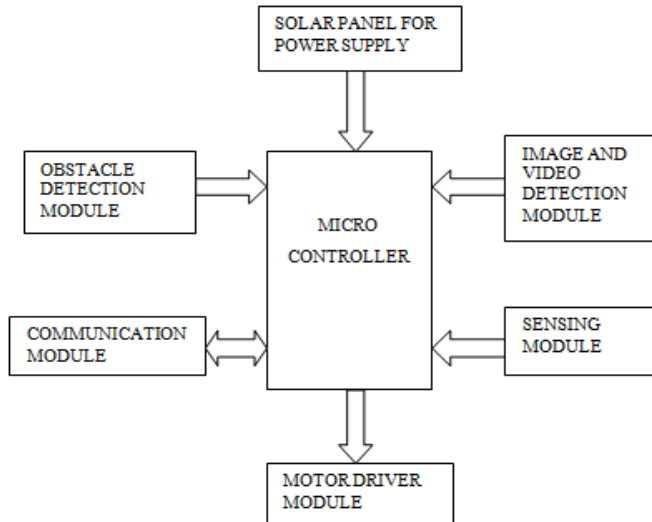 SOLAR PANEL FOR
POWER SUPPLY
OBSTACLE
DETECTION
MODULE
IMAGE AND
VIDEO
DETECTION
MODULE
MICRO
CONTROLLER
COMMUNICATION
MODULE
SENSING
MODULE
MOTOR DRIVER
MODULE